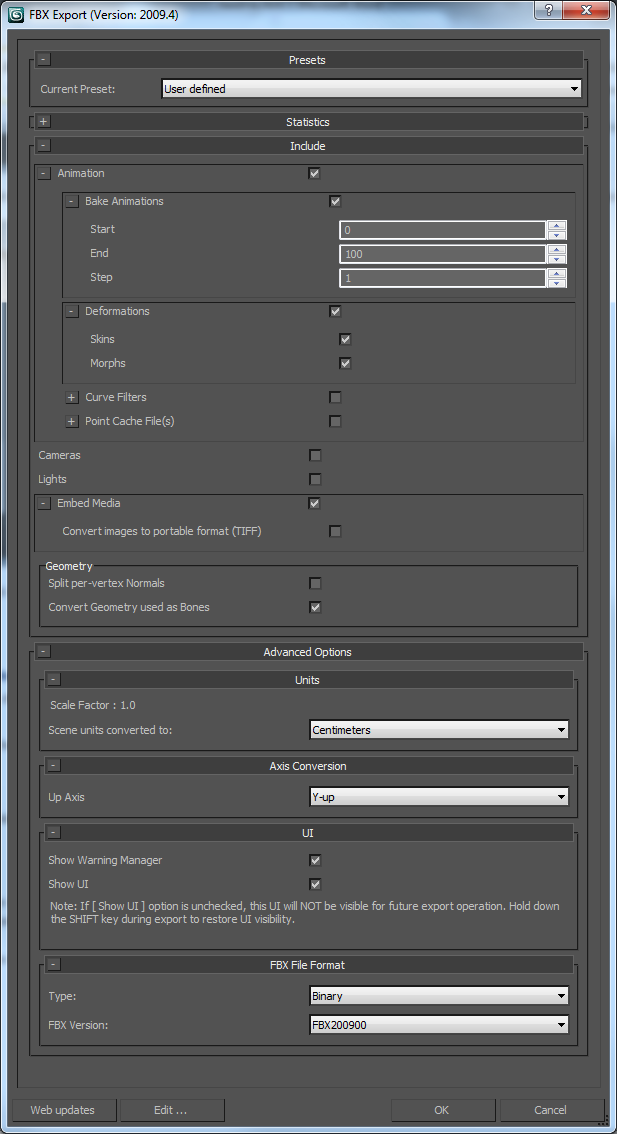 FBX Export (Version: 2009.4)
Presets
Current Preset: User defined
Statistics
Include
Animation
Bake Animations
Start 0
End 100
Step 1
Deformations
Skins
Morphs
Curve Filters
Point Cache File(s)
Cameras
Lights
Embed Media
Convert images to portable format (TIFF)
Geometry
Split per-vertex Normals
Convert Geometry used as Bones
Advanced Options
Units
Scale Factor : 1.0
Scene units converted to: Centimeters
Axis Conversion
Up Axis Y-up
UI
Show Warning Manager
Show UI
Note: If [ Show UI ] option is unchecked, this UI will NOT be visible for future export operation. Hold down
the SHIFT key during export to restore UI visibility.
FBX File Format
Type: Binary
FBX Version: FBX200900
Web updates Edit ... OK Cancel